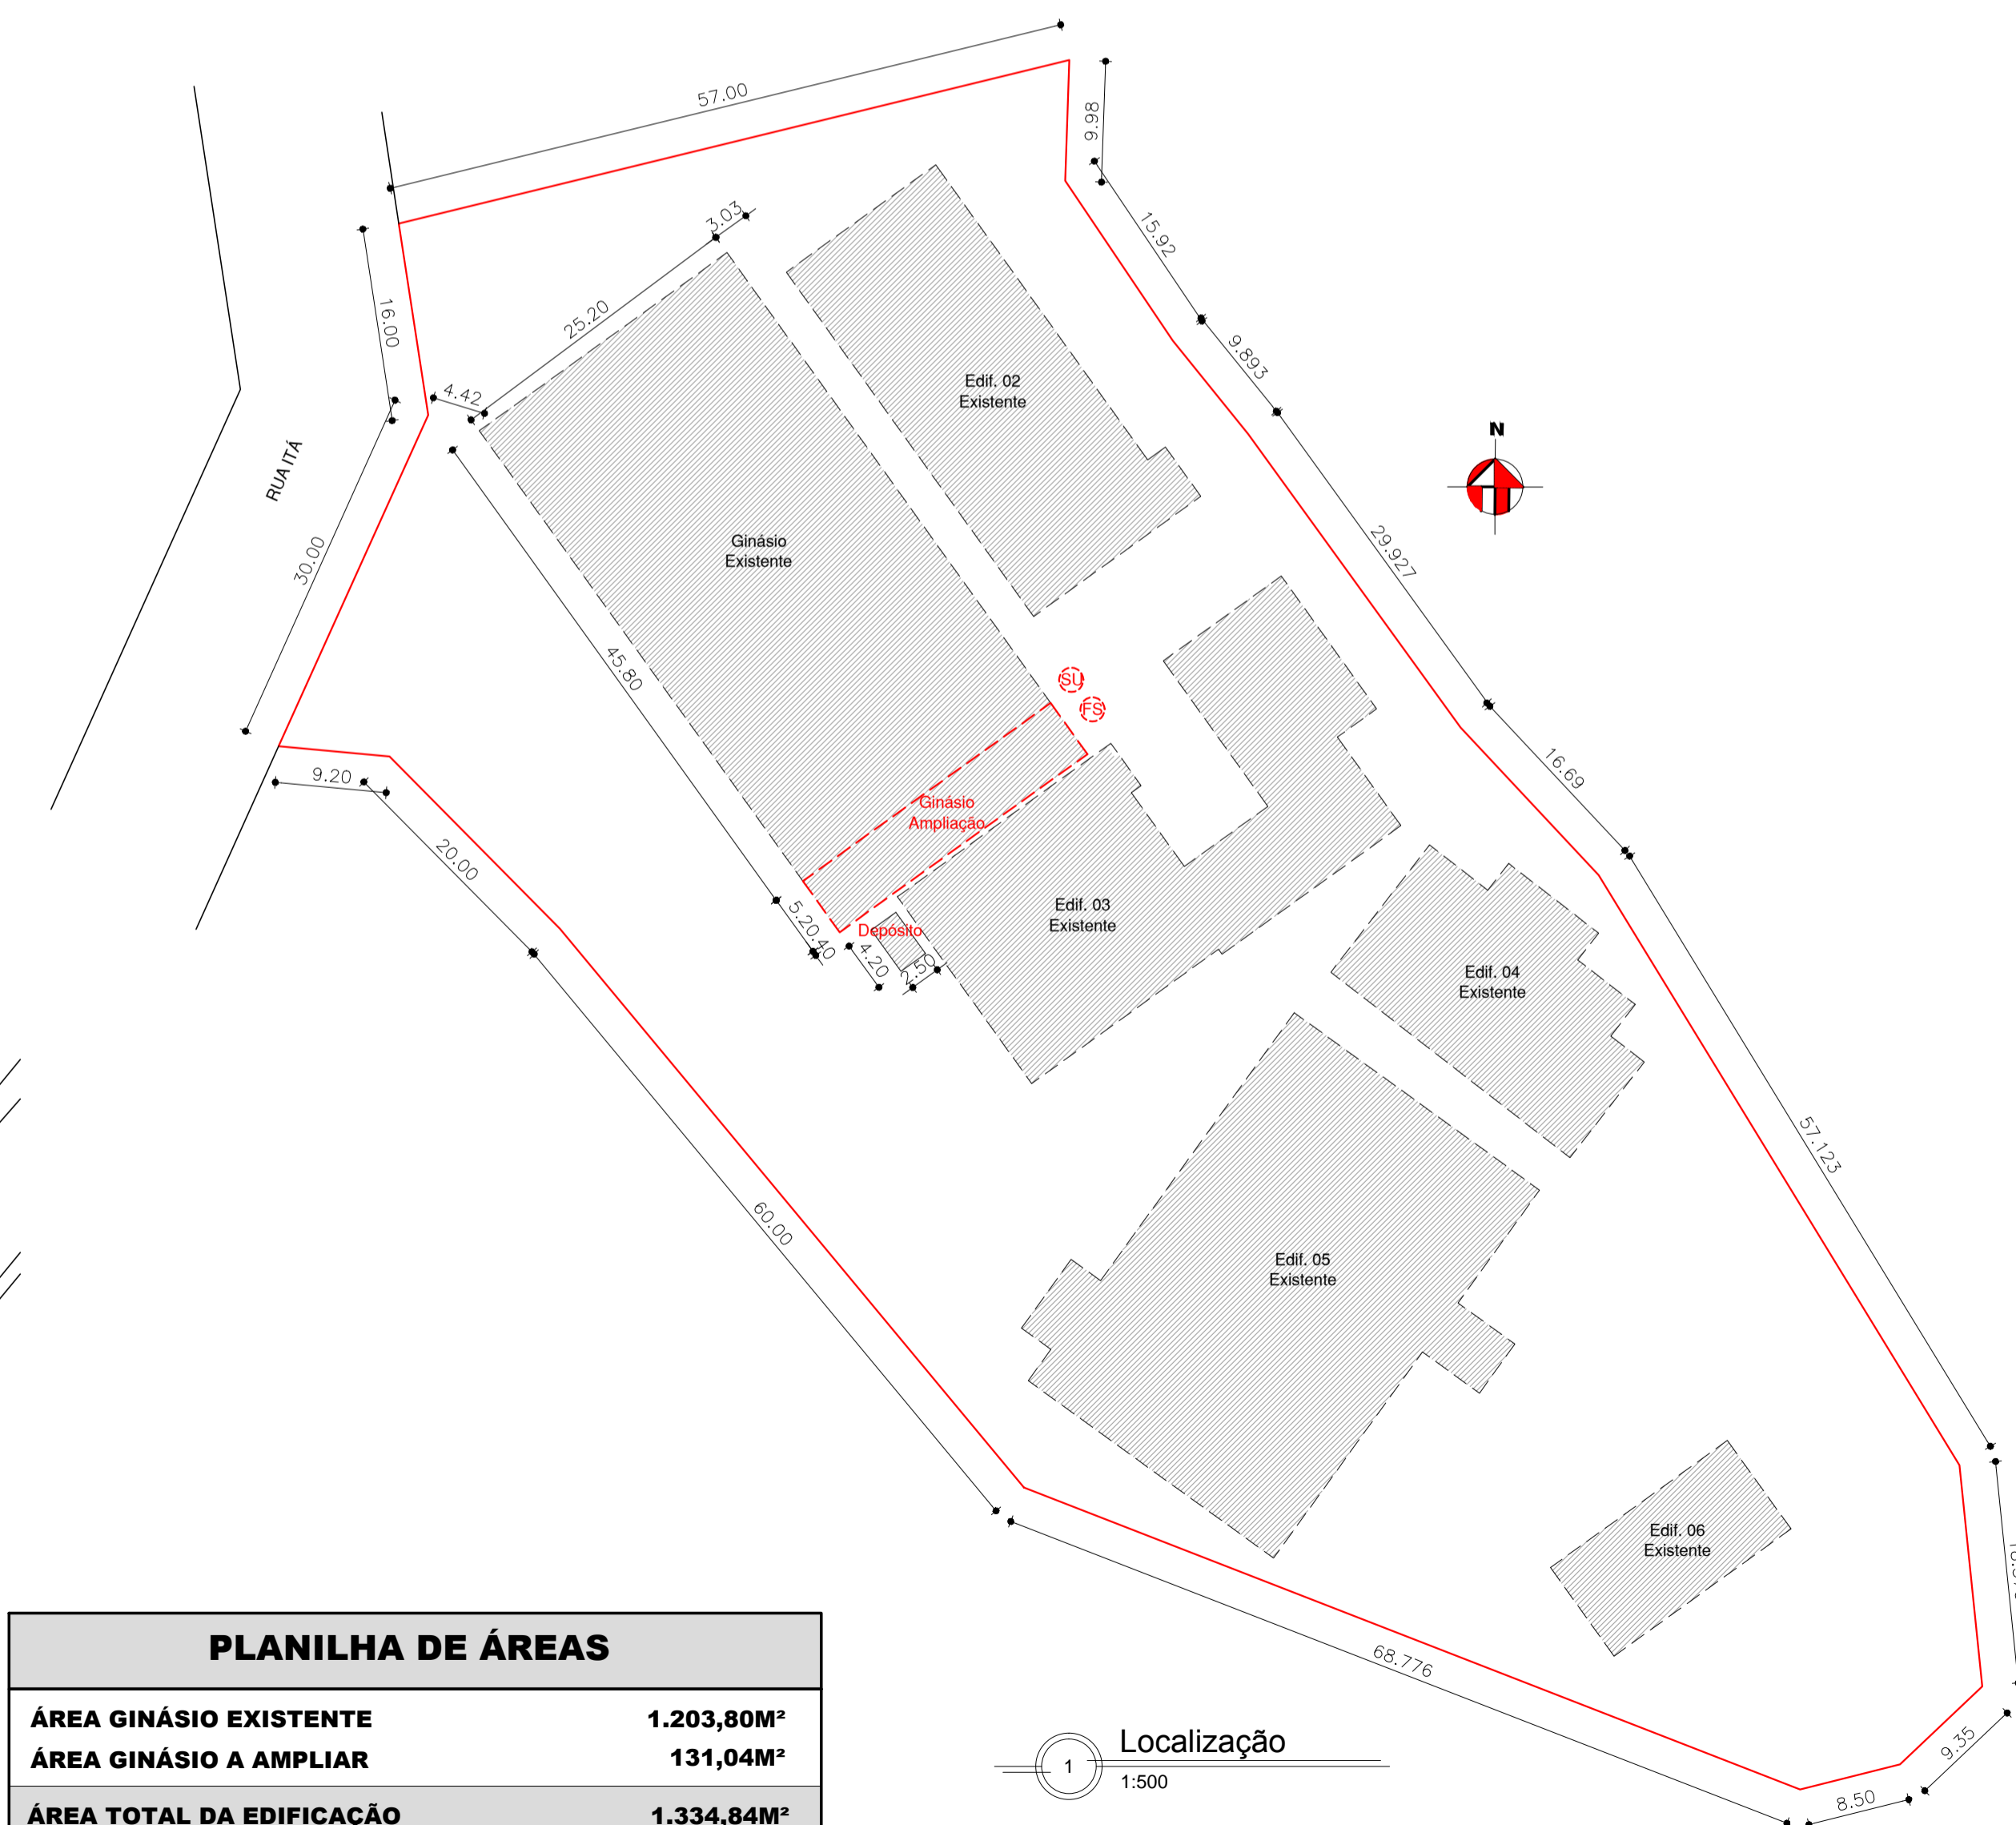 57.00
9.98
3.03
15.92
25.20
16.00
9.893
4.42
Edif. 02
Existente
N
RUA ITÁ
Ginásio
Existente
29.927
30.00
45.80
SU
FS
9.20
16.69
Ginásio
Ampliação
20.00
Edif. 03
Existente
5.20
.40
Depósito
4.20
2.50
Edif. 04
Existente
57.123
60.00
Edif. 05
Existente
Edif. 06
Existente
68.776
9.35
8.50
PLANILHA DE ÁREAS
ÁREA GINÁSIO EXISTENTE 1.203,80M²
ÁREA GINÁSIO A AMPLIAR 131,04M²
ÁREA TOTAL DA EDIFICAÇÃO 1.334,84M²
1
Localização
1:500